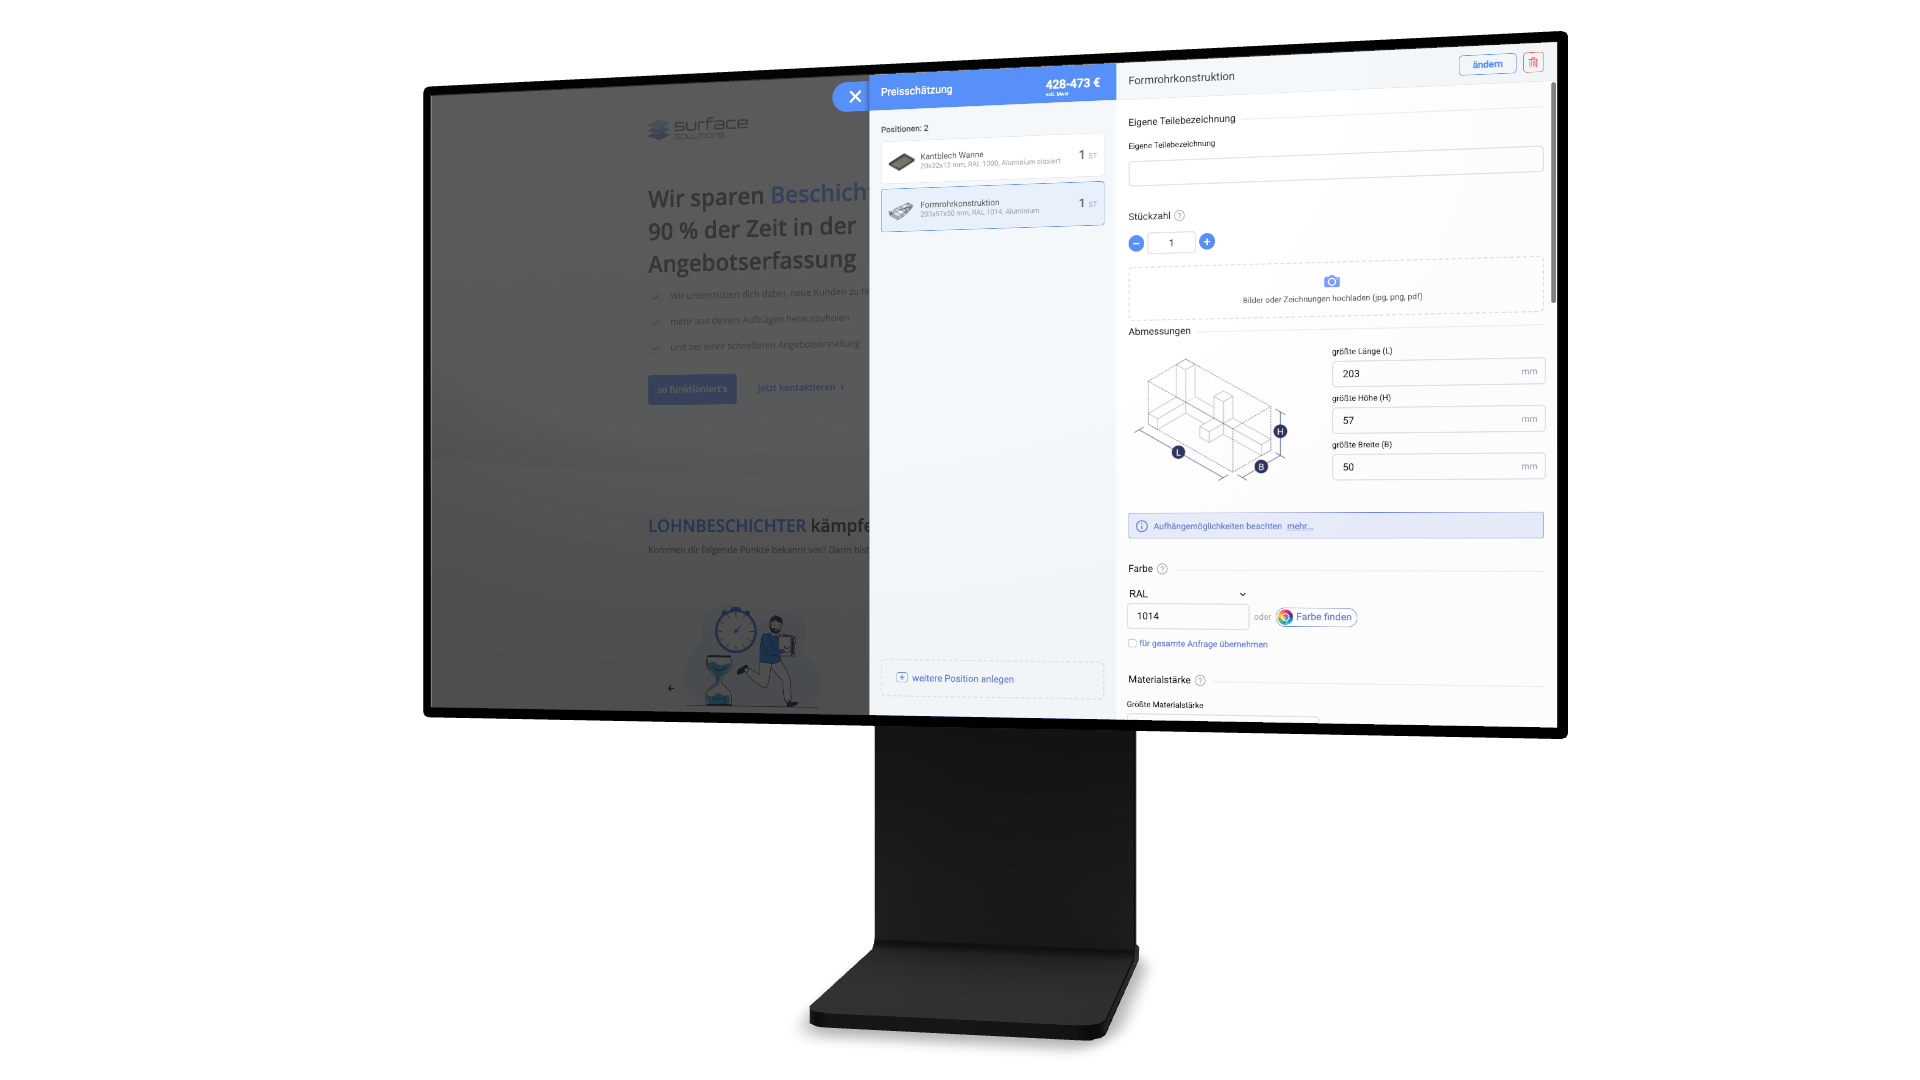 surface
SOLUTIONS
Wir sparen Beschicht
90 % der Zeit in der
Angebotserfassung
Wir unterstützen dich dabei, neue Kunden zu fi
mehr aus deinen Aufträgen herauszuholen
und bei einer schnelleren Angebotserstellung
so funktioniert's
jetzt kontaktieren >
LOHNBESCHICHTER kämpfe
Kommen dir folgende Punkte bekannt vor? Dann bist
Preisschätzung
428-473 €
exkl. Mwst
Positionen: 2
Kantblech Wanne
20x22x12 mm, RAL 1000, Aluminium eloxiert
1 ST
Formrohrkonstruktion
203x57x50 mm, RAL 1014, Aluminium
1 ST
weitere Position anlegen
Formrohrkonstruktion
ändern
Eigene Teilebezeichnung
Eigene Teilebezeichnung
Stückzahl ?
1
Bilder oder Zeichnungen hochladen (jpg, png, pdf)
Abmessungen
L
B
H
größte Länge (L)
203 mm
größte Höhe (H)
57 mm
größte Breite (B)
50 mm
Aufhängemöglichkeiten beachten mehr...
Farbe ?
RAL
1014 oder Farbe finden
für gesamte Anfrage übernehmen
Materialstärke ?
Größte Materialstärke